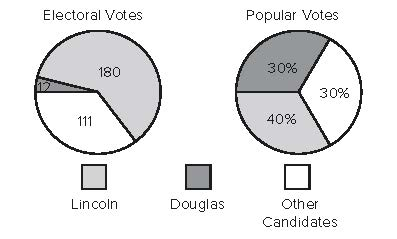 Electoral Votes
Popular Votes
180
12
111
30%
30%
40%
Lincoln
Douglas
Other
Candidates